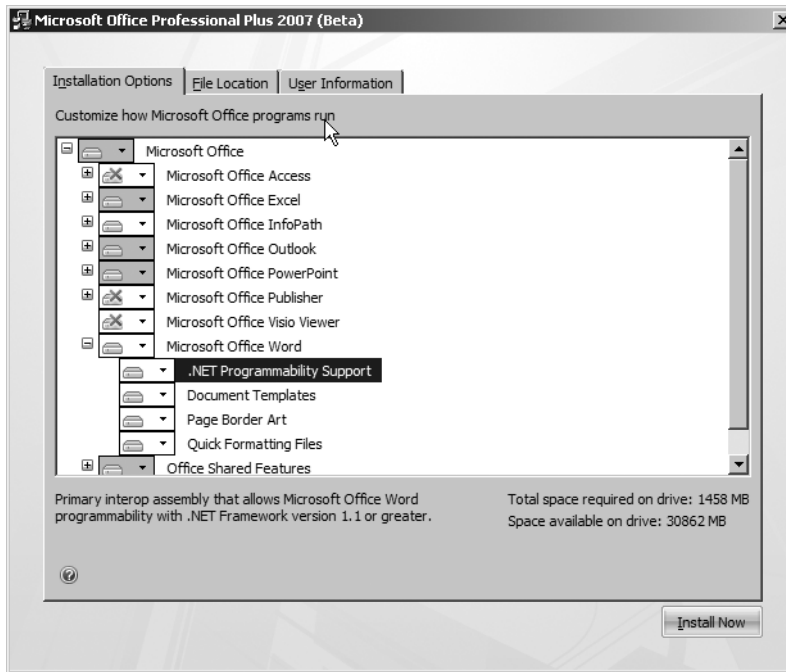 Microsoft Office Professional Plus 2007 (Beta)
Installation Options File Location User Information
Customize how Microsoft Office programs run
Microsoft Office
Microsoft Office Access
Microsoft Office Excel
Microsoft Office InfoPath
Microsoft Office Outlook
Microsoft Office PowerPoint
Microsoft Office Publisher
Microsoft Office Visio Viewer
Microsoft Office Word
.NET Programmability Support
Document Templates
Page Border Art
Quick Formatting Files
Office Shared Features
Primary interop assembly that allows Microsoft Office Word
programmability with .NET Framework version 1.1 or greater.
Total space required on drive: 1458 MB
Space available on drive: 30862 MB
Install Now